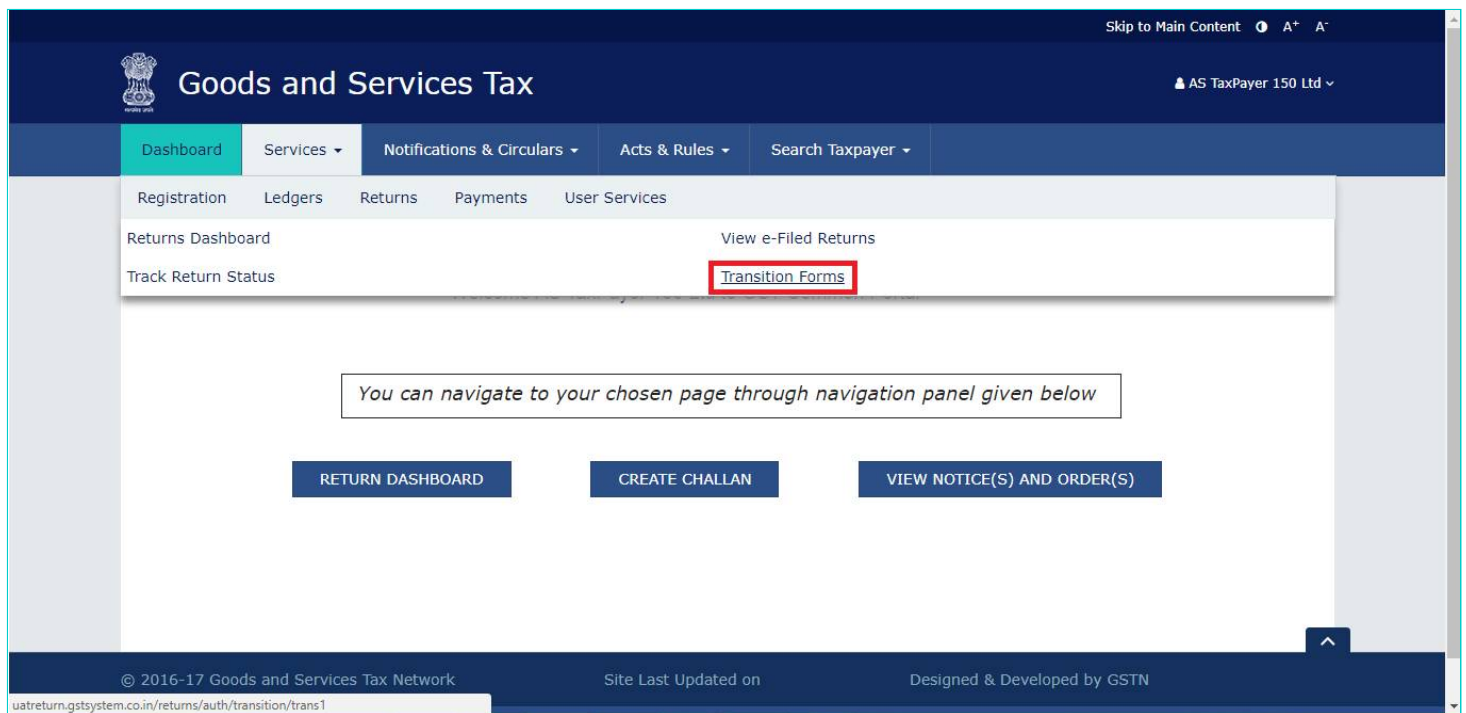 Skip to Main Content A+ A-
Goods and Services Tax
AS TaxPayer 150 Ltd
Dashboard Services Notifications & Circulars Acts & Rules Search Taxpayer
Registration Ledgers Returns Payments User Services
Returns Dashboard View e-Filed Returns
Track Return Status Transition Forms
You can navigate to your chosen page through navigation panel given below
RETURN DASHBOARD CREATE CHALLAN VIEW NOTICE(S) AND ORDER(S)
© 2016-17 Goods and Services Tax Network Site Last Updated on Designed & Developed by GSTN
uatreturn.gstsystem.co.in/returns/auth/transition/trans1